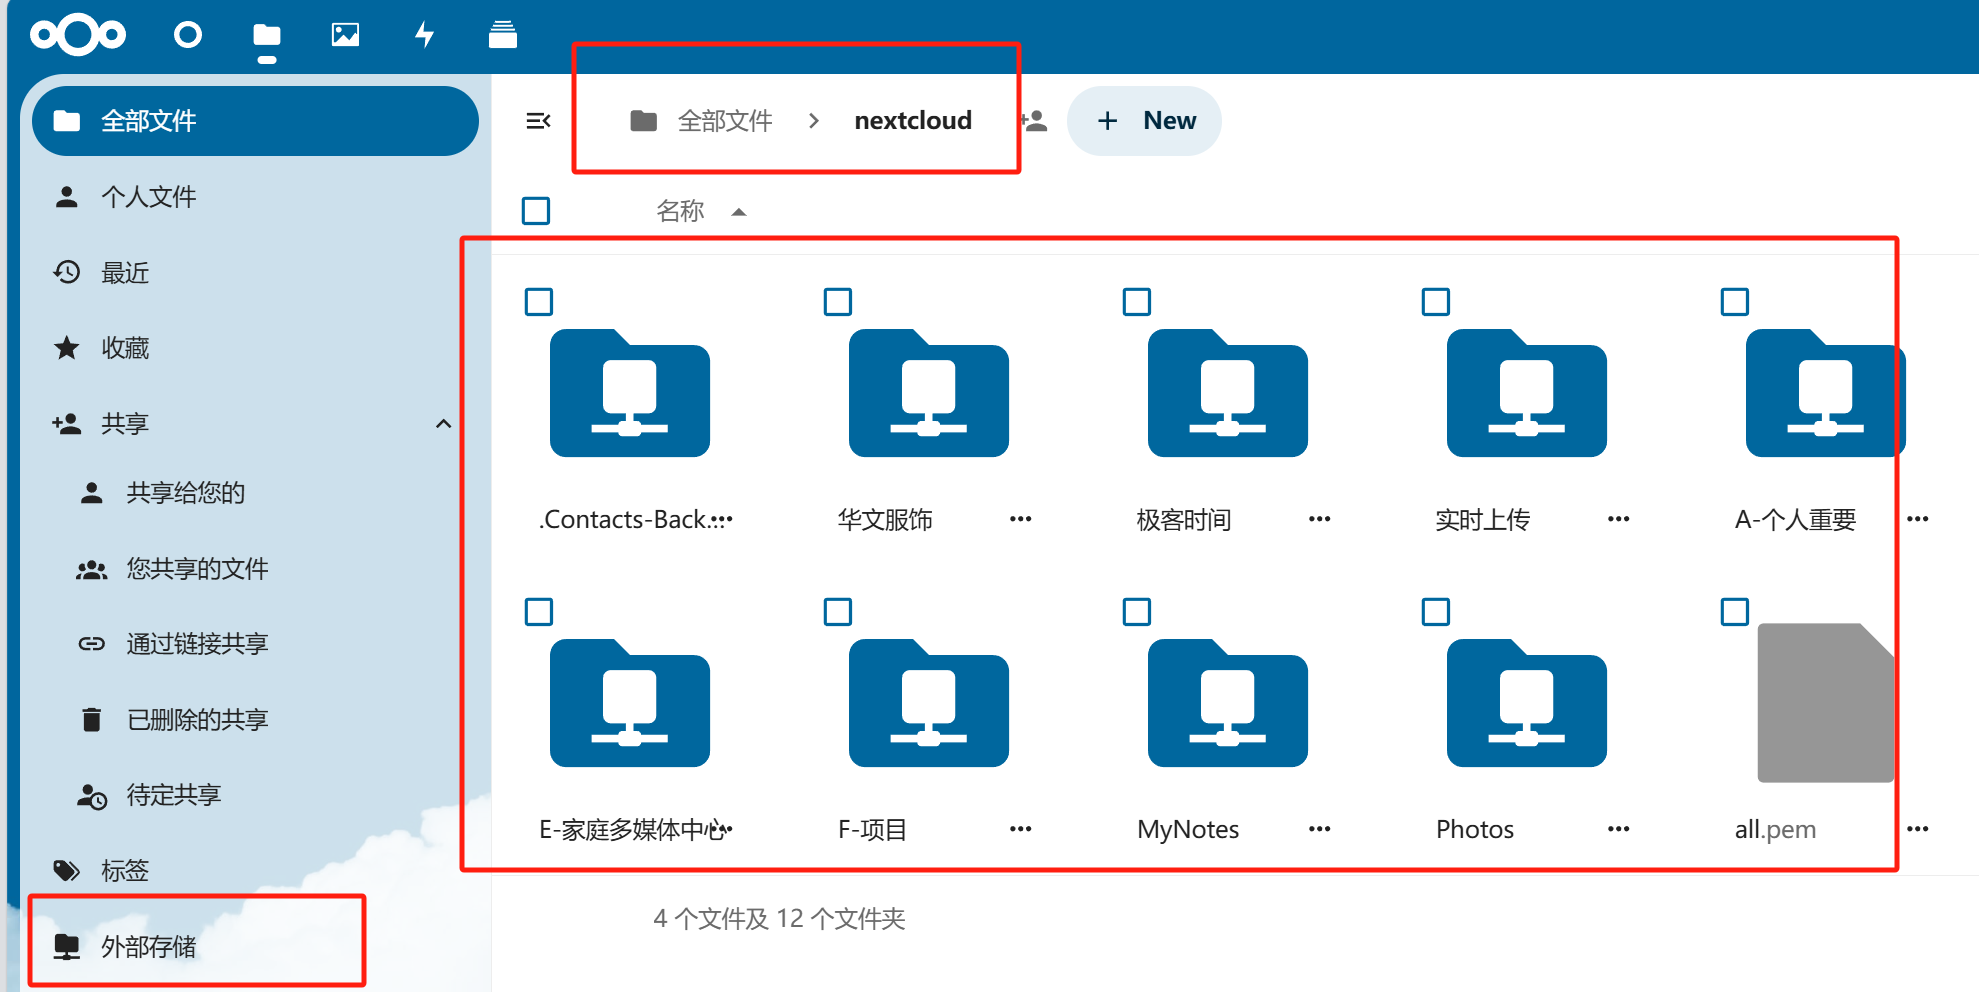 全部文件
个人文件
最近
收藏
共享
共享给您的
您共享的文件
通过链接共享
已删除的共享
待定共享
标签
外部存储
全部文件 nextcloud
+ New
名称
.Contacts-Back...
华文服饰
极客时间
实时上传
A-个人重要
E-家庭多媒体中心
F-项目
MyNotes
Photos
all.pem
4 个文件及 12 个文件夹